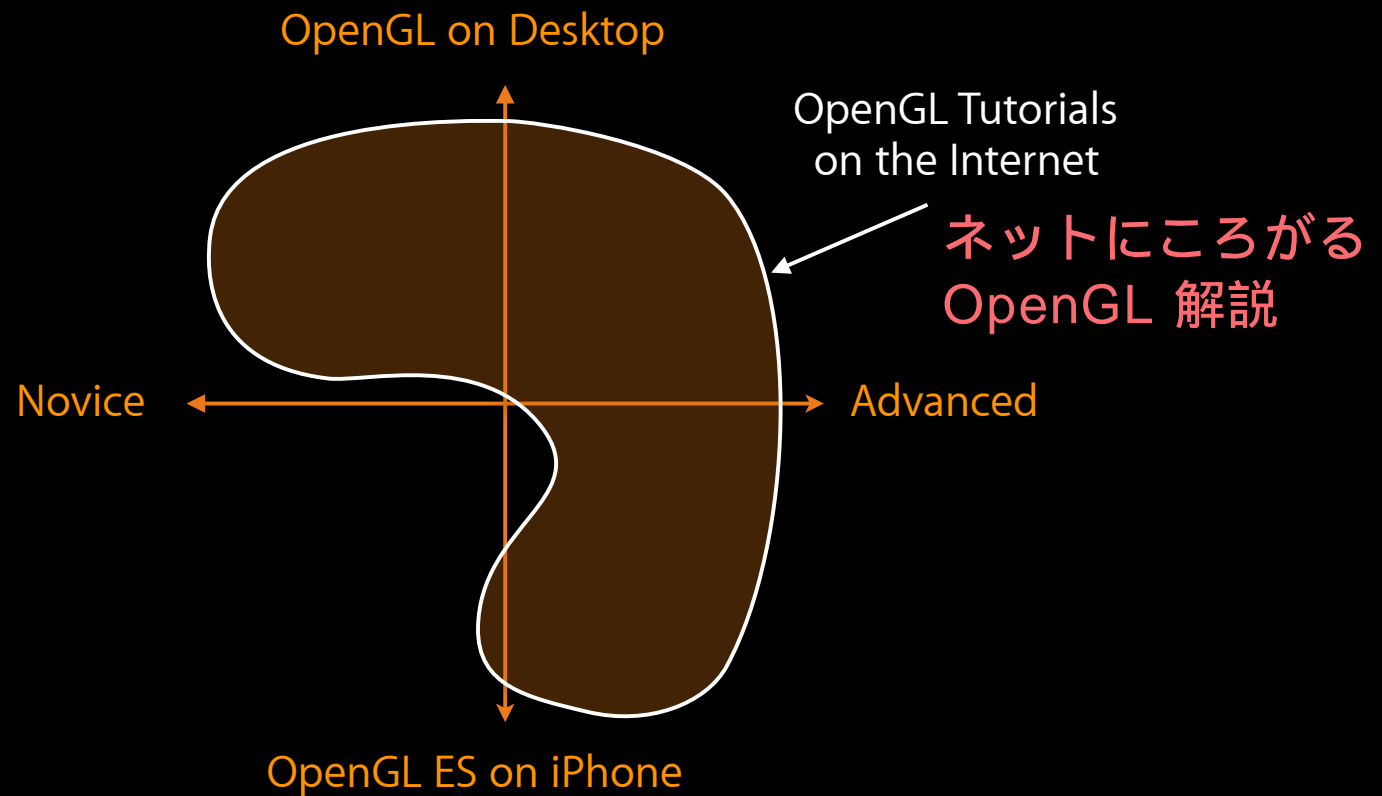 OpenGL on Desktop
OpenGL Tutorials
on the Internet
ネットにころがる
OpenGL 解説
Novice
Advanced
OpenGL ES on iPhone